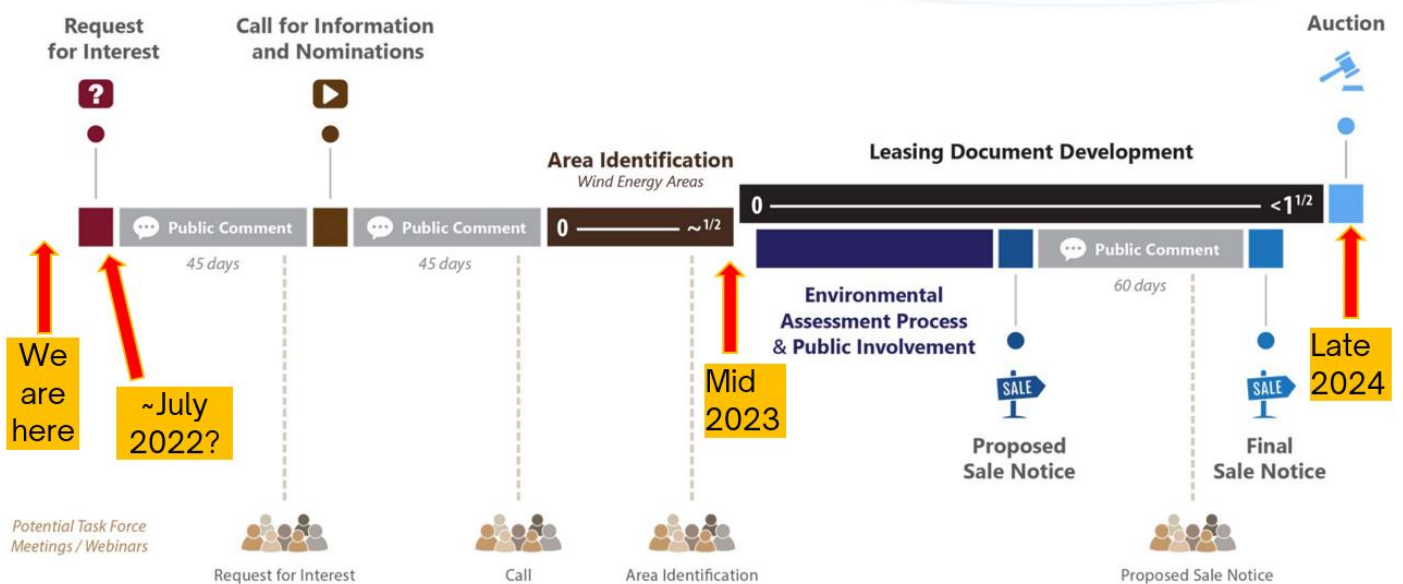 Request
for Interest
Call for Information
and Nominations
Auction
?
Area Identification
Wind Energy Areas
Leasing Document Development
Public Comment
45 days
Public Comment
45 days
0 ~1/2
0 <1 1/2
Public Comment
60 days
Environmental
Assessment Process
& Public Involvement
We
are
here
~July
2022?
Mid
2023
SALE
Proposed
Sale Notice
SALE
Final
Sale Notice
Late
2024
Potential Task Force
Meetings / Webinars
Request for Interest
Call
Area Identification
Proposed Sale Notice